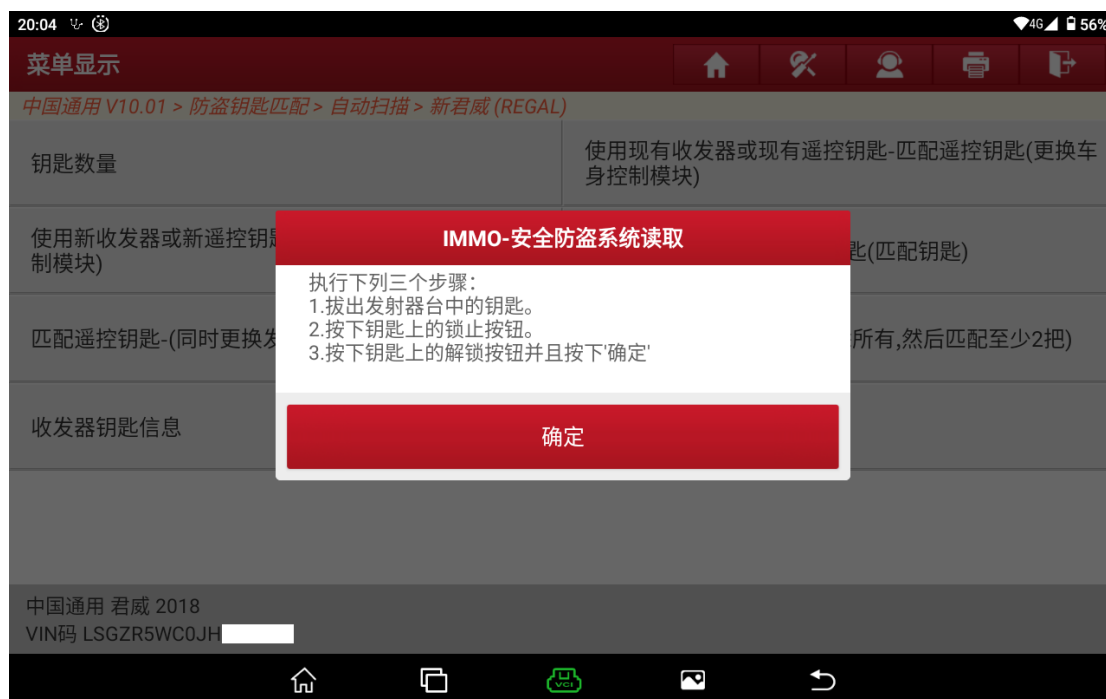 20:04
4G 56%
菜单显示
中国通用 V10.01 > 防盗钥匙匹配 > 自动扫描 > 新君威 (REGAL)
钥匙数量
使用现有收发器或现有遥控钥匙-匹配遥控钥匙(更换车
身控制模块)
使用新收发器或新遥控钥
制模块)
匙(匹配钥匙)
匹配遥控钥匙-(同时更换发
所有,然后匹配至少2把)
收发器钥匙信息
IMMO-安全防盗系统读取
执行下列三个步骤：
1.拔出发射器台中的钥匙。
2.按下钥匙上的锁止按钮。
3.按下钥匙上的解锁按钮并且按下'确定'
确定
中国通用 君威 2018
VIN码 LSGZR5WC0JH
VCI